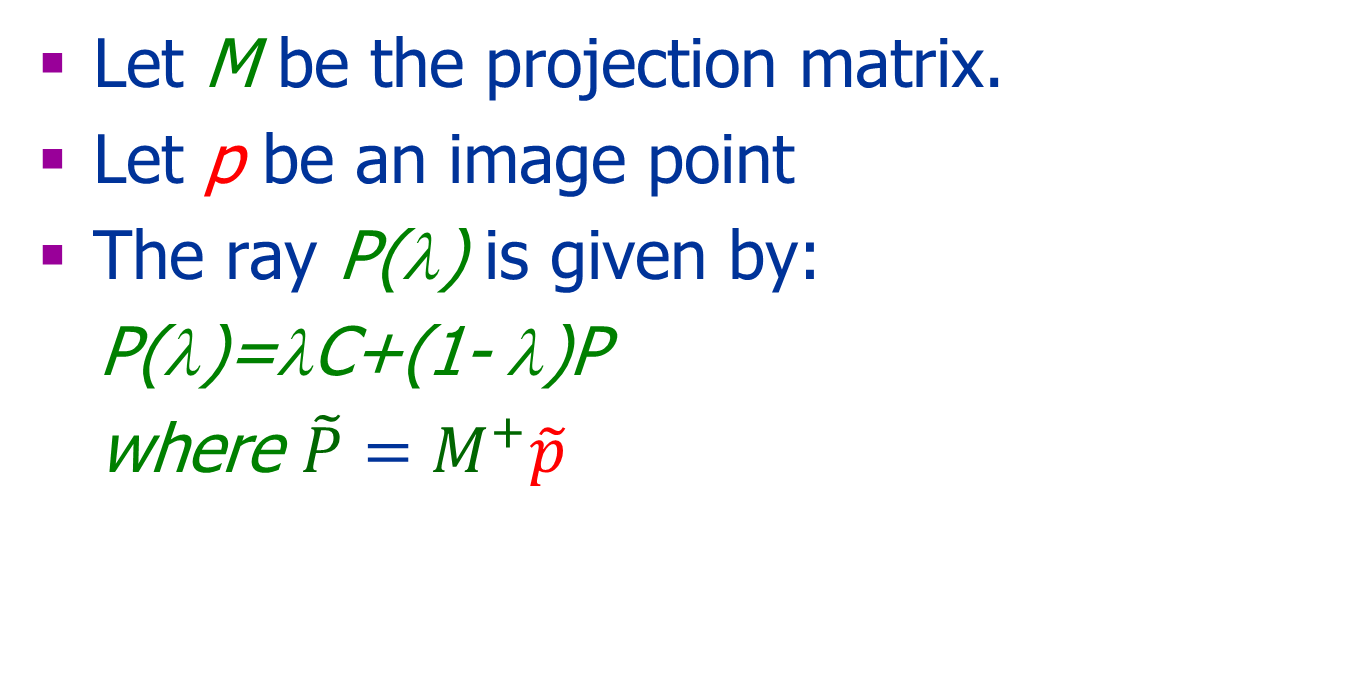 ▪ Let M be the projection matrix.
▪ Let p be an image point
▪ The ray P(λ) is given by:
P(λ)=λC+(1- λ)P
where P̃ = M⁺p̃